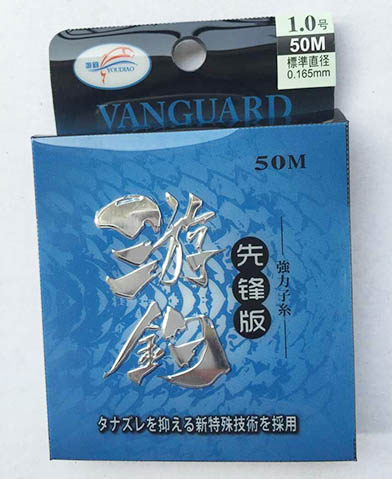 游钓
YOUDIAO
1.0号
50M
標準直径
0.165mm
VANGUARD
50M
游釣
先锋版
強力子糸
タナズレを抑える新特殊技術を採用